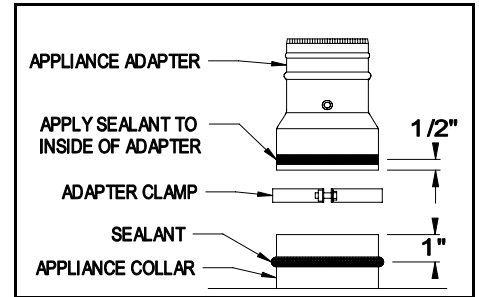 APPLIANCE ADAPTER
APPLY SEALANT TO
INSIDE OF ADAPTER
1/2"
ADAPTER CLAMP
SEALANT
1"
APPLIANCE COLLAR